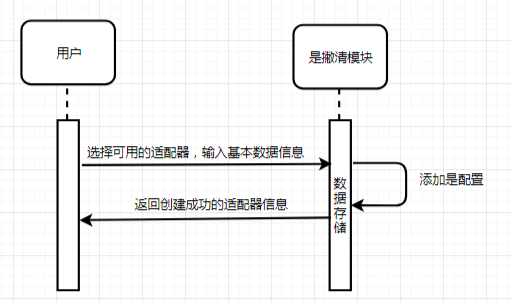 用户
是撇清模块
选择可用的适配器，输入基本数据信息
添加是配置
数据存储
返回创建成功的适配器信息